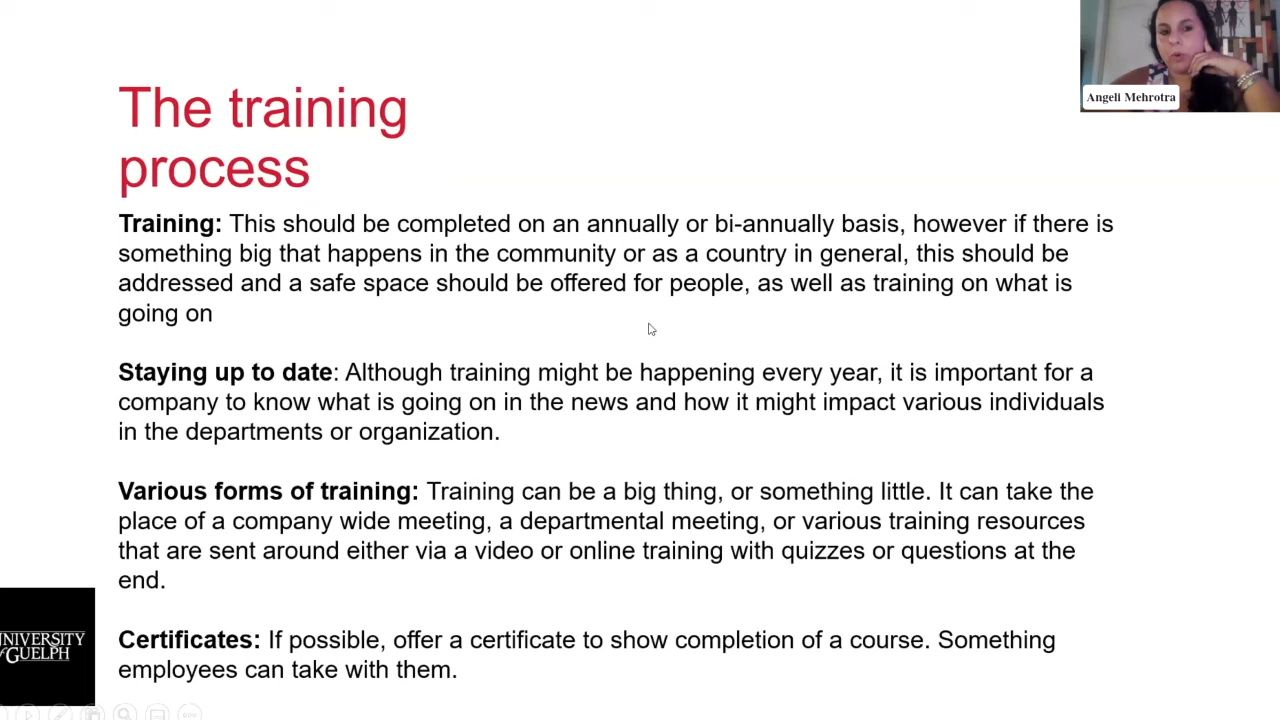 Angeli Mehrotra
The training
process
Training: This should be completed on an annually or bi-annually basis, however if there is
something big that happens in the community or as a country in general, this should be
addressed and a safe space should be offered for people, as well as training on what is
going on
Staying up to date: Although training might be happening every year, it is important for a
company to know what is going on in the news and how it might impact various individuals
in the departments or organization.
Various forms of training: Training can be a big thing, or something little. It can take the
place of a company wide meeting, a departmental meeting, or various training resources
that are sent around either via a video or online training with quizzes or questions at the
end.
Certificates: If possible, offer a certificate to show completion of a course. Something
employees can take with them.
UNIVERSITY
of GUELPH